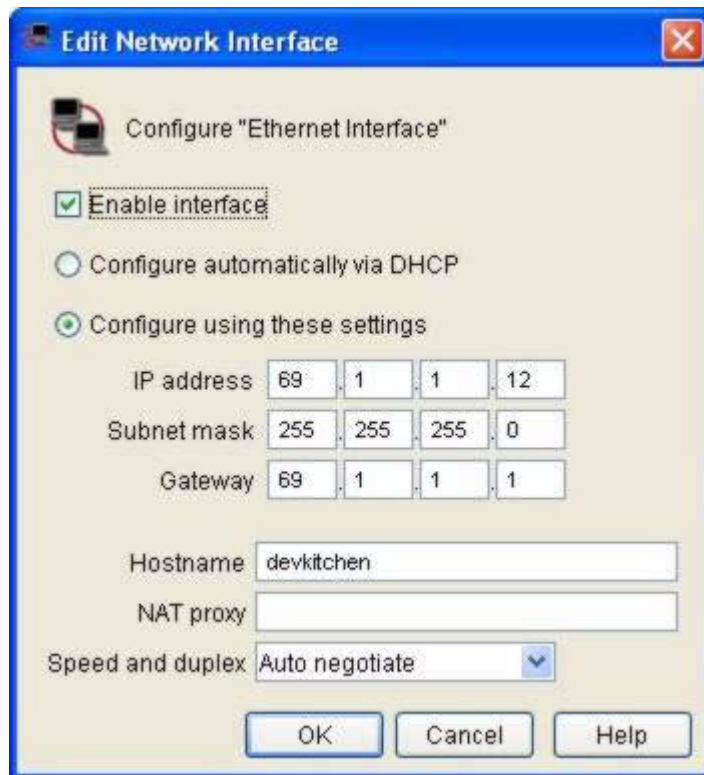 Edit Network Interface
Configure "Ethernet Interface"
Enable interface
Configure automatically via DHCP
Configure using these settings
IP address 69 . 1 . 1 . 12
Subnet mask 255 . 255 . 255 . 0
Gateway 69 . 1 . 1 . 1
Hostname devkitchen
NAT proxy
Speed and duplex Auto negotiate
OK Cancel Help